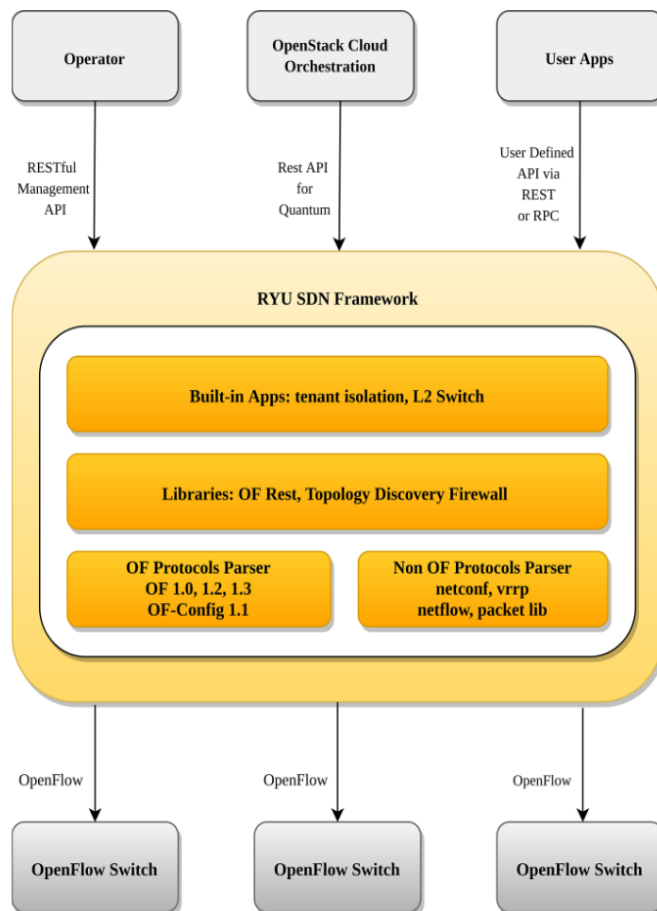 Operator
OpenStack Cloud
Orchestration
User Apps
RESTful
Management
API
Rest API
for
Quantum
User Defined
API via
REST
or RPC
RYU SDN Framework
Built-in Apps: tenant isolation, L2 Switch
Libraries: OF Rest, Topology Discovery Firewall
OF Protocols Parser
OF 1.0, 1.2, 1.3
OF-Config 1.1
Non OF Protocols Parser
netconf, vrrp
netflow, packet lib
OpenFlow
OpenFlow
OpenFlow
OpenFlow Switch
OpenFlow Switch
OpenFlow Switch